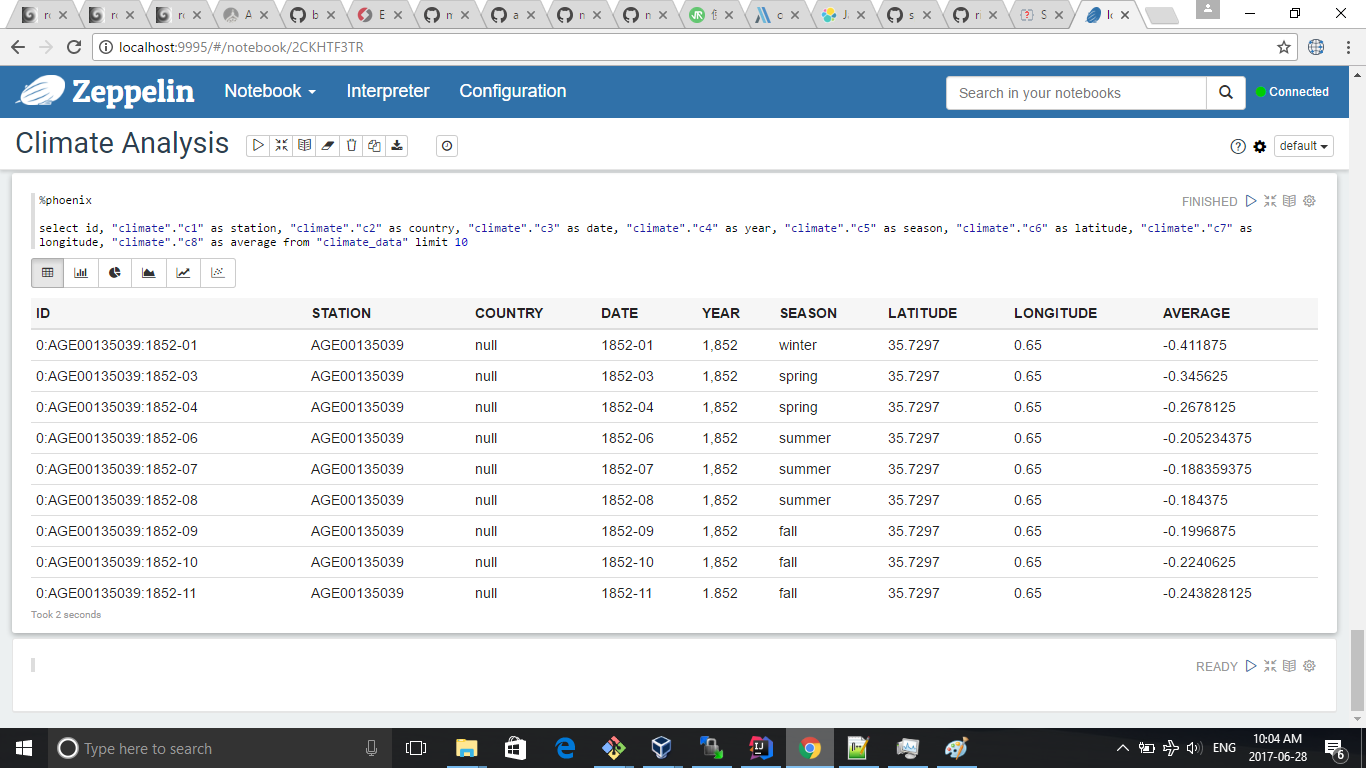 localhost:9995/#/notebook/2CKHTF3TR
Zeppelin Notebook Interpreter Configuration Search in your notebooks Connected
Climate Analysis default
%phoenix FINISHED
select id, "climate"."c1" as station, "climate"."c2" as country, "climate"."c3" as date, "climate"."c4" as year, "climate"."c5" as season, "climate"."c6" as latitude, "climate"."c7" as
longitude, "climate"."c8" as average from "climate_data" limit 10
ID STATION COUNTRY DATE YEAR SEASON LATITUDE LONGITUDE AVERAGE
0:AGE00135039:1852-01 AGE00135039 null 1852-01 1,852 winter 35.7297 0.65 -0.411875
0:AGE00135039:1852-03 AGE00135039 null 1852-03 1,852 spring 35.7297 0.65 -0.345625
0:AGE00135039:1852-04 AGE00135039 null 1852-04 1,852 spring 35.7297 0.65 -0.2678125
0:AGE00135039:1852-06 AGE00135039 null 1852-06 1,852 summer 35.7297 0.65 -0.205234375
0:AGE00135039:1852-07 AGE00135039 null 1852-07 1,852 summer 35.7297 0.65 -0.188359375
0:AGE00135039:1852-08 AGE00135039 null 1852-08 1,852 summer 35.7297 0.65 -0.184375
0:AGE00135039:1852-09 AGE00135039 null 1852-09 1,852 fall 35.7297 0.65 -0.1996875
0:AGE00135039:1852-10 AGE00135039 null 1852-10 1,852 fall 35.7297 0.65 -0.2240625
0:AGE00135039:1852-11 AGE00135039 null 1852-11 1,852 fall 35.7297 0.65 -0.243828125
Took 2 seconds
READY
Type here to search ENG 10:04 AM
2017-06-28 6